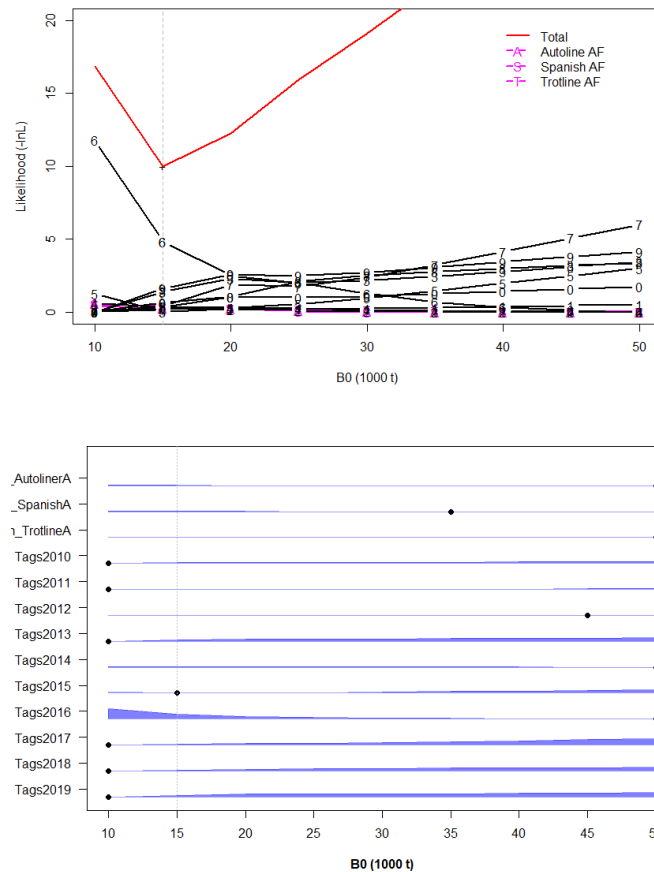 20
15
10
5
0
Likelihood (-lnL)
Total
A Autoline AF
S Spanish AF
T Trotline AF
10 20 30 40 50
B0 (1000 t)
_AutolinerA
_SpanishA
n_TrotlineA
Tags2010
Tags2011
Tags2012
Tags2013
Tags2014
Tags2015
Tags2016
Tags2017
Tags2018
Tags2019
10 15 20 25 30 35 40 45
B0 (1000 t)